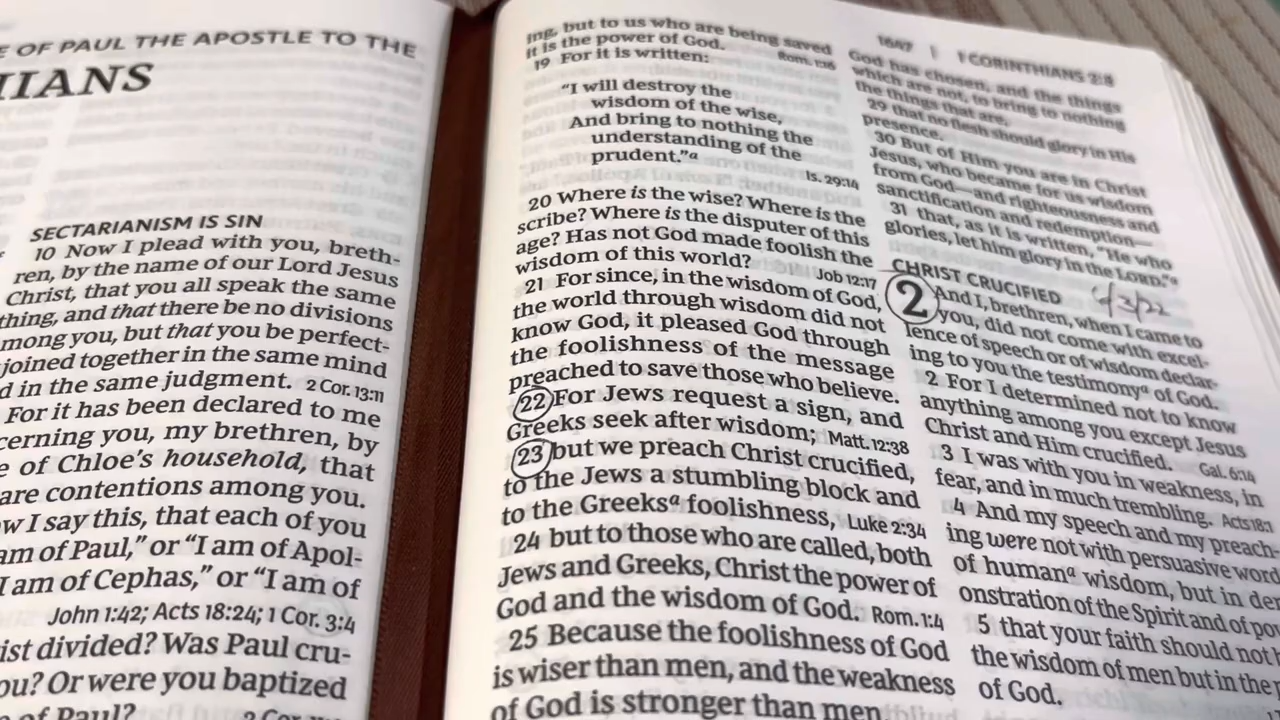 E OF PAUL THE APOSTLE TO THE
IANS
SECTARIANISM IS SIN
10 Now I plead with you, breth-
ren, by the name of our Lord Jesus
Christ, that you all speak the same
thing, and that there be no divisions
mong you, but that you be perfect-
joined together in the same mind
d in the same judgment. 2 Cor. 13:11
For it has been declared to me
cerning you, my brethren, by
e of Chloe's household, that
are contentions among you.
w I say this, that each of you
am of Paul," or "I am of Apol-
I am of Cephas," or "I am of
John 1:42; Acts 18:24; 1 Cor. 3:4
ist divided? Was Paul cru-
ou? Or were you baptized
of Paul?
ing, but to us who are being saved
it is the power of God. Rom. 1:16
19 For it is written:
"I will destroy the
wisdom of the wise,
And bring to nothing the
understanding of the
prudent."a
Is. 29:14
20 Where is the wise? Where is the
scribe? Where is the disputer of this
age? Has not God made foolish the
wisdom of this world? Job 12:17
21 For since, in the wisdom of God,
the world through wisdom did not
know God, it pleased God through
the foolishness of the message
preached to save those who believe.
22 For Jews request a sign, and
Greeks seek after wisdom; Matt. 12:38
23 but we preach Christ crucified,
to the Jews a stumbling block and
to the Greeksa foolishness, Luke 2:34
24 but to those who are called, both
Jews and Greeks, Christ the power of
God and the wisdom of God. Rom. 1:4
25 Because the foolishness of God
is wiser than men, and the weakness
of God is stronger than men
1647 | 1 CORINTHIANS 2:8
God has chosen, and the things
which are not, to bring to nothing
the things that are,
29 that no flesh should glory in His
presence.
30 But of Him you are in Christ
Jesus, who became for us wisdom
from God—and righteousness and
sanctification and redemption—
31 that, as it is written, "He who
glories, let him glory in the LORD."a
CHRIST CRUCIFIED
4/3/22
2 And I, brethren, when I came to
you, did not come with excel-
lence of speech or of wisdom declar-
ing to you the testimonya of God.
2 For I determined not to know
anything among you except Jesus
Christ and Him crucified. Gal. 6:14
3 I was with you in weakness, in
fear, and in much trembling. Acts 18:1
4 And my speech and my preach-
ing were not with persuasive word
of humana wisdom, but in dem
onstration of the Spirit and of pow
5 that your faith should not b
the wisdom of men but in the p
of God.